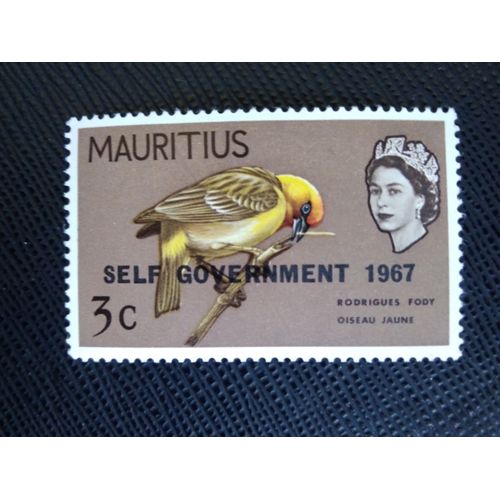 MAURITIUS
SELF GOVERNMENT 1967
3c
RODRIGUES FODY
OISEAU JAUNE